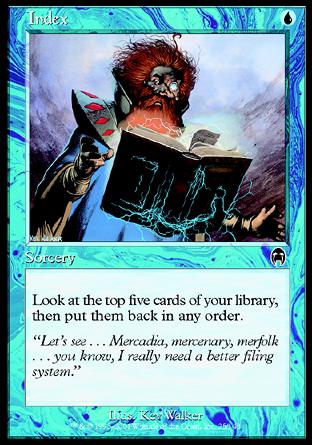 Index
Sorcery
Look at the top five cards of your library,
then put them back in any order.
“Let’s see . . . Mercadia, mercenary, merfolk
. . . you know, I really need a better filing
system.”
Illus. Kev Walker